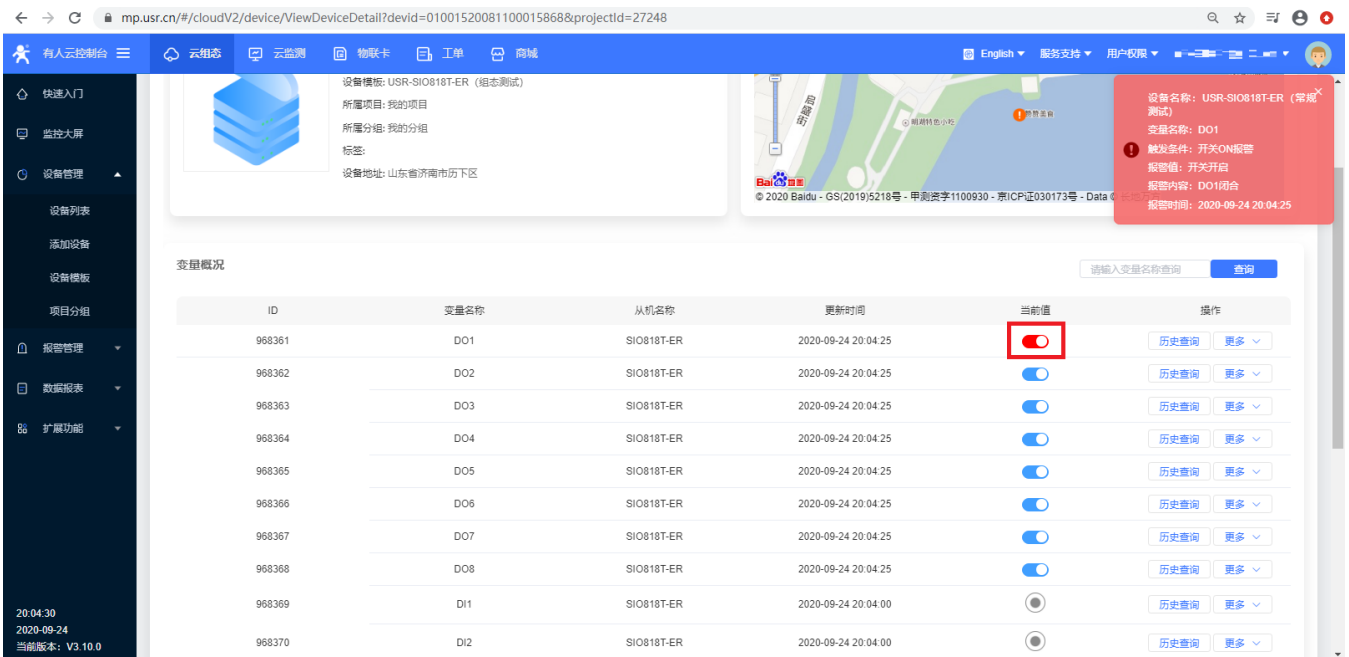 mp.usr.cn/#/cloudV2/device/ViewDeviceDetail?devid=01001520081100015868&projectId=27248
有人云控制台 云组态 云监测 物联卡 工单 商城 English 服务支持 用户权限
快速入门
监控大屏
设备管理
设备列表
添加设备
设备模板
项目分组
报警管理
数据报表
扩展功能
20:04:30
2020-09-24
当前版本：V3.10.0
设备模板: USR-SIO818T-ER（组态测试）
所属项目: 我的项目
所属分组: 我的分组
标签:
设备地址: 山东省济南市历下区
启盛街
明湖特色小吃
赞赞美食
Bai 地图
© 2020 Baidu - GS(2019)5218号 - 甲测资字1100930 - 京ICP证030173号 - Data ©
设备名称：USR-SIO818T-ER（常规
测试）
变量名称：DO1
触发条件：开关ON报警
报警值：开关开启
报警内容：DO1闭合
报警时间：2020-09-24 20:04:25
变量概况 请输入变量名称查询 查询
ID 变量名称 从机名称 更新时间 当前值 操作
968361 DO1 SIO818T-ER 2020-09-24 20:04:25 历史查询 更多
968362 DO2 SIO818T-ER 2020-09-24 20:04:25 历史查询 更多
968363 DO3 SIO818T-ER 2020-09-24 20:04:25 历史查询 更多
968364 DO4 SIO818T-ER 2020-09-24 20:04:25 历史查询 更多
968365 DO5 SIO818T-ER 2020-09-24 20:04:25 历史查询 更多
968366 DO6 SIO818T-ER 2020-09-24 20:04:25 历史查询 更多
968367 DO7 SIO818T-ER 2020-09-24 20:04:25 历史查询 更多
968368 DO8 SIO818T-ER 2020-09-24 20:04:25 历史查询 更多
968369 DI1 SIO818T-ER 2020-09-24 20:04:00 历史查询 更多
968370 DI2 SIO818T-ER 2020-09-24 20:04:00 历史查询 更多